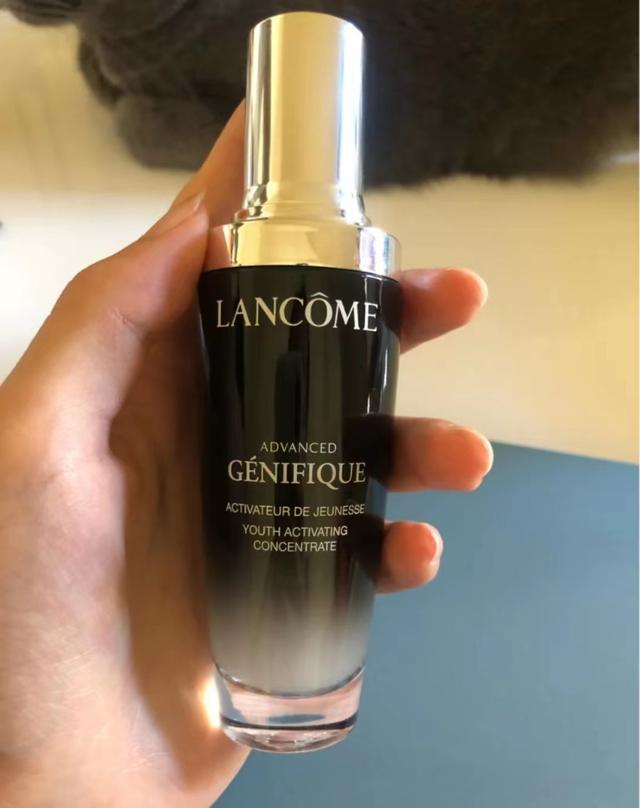 LANCÔME
ADVANCED
GÉNIFIQUE
ACTIVATEUR DE JEUNESSE
YOUTH ACTIVATING
CONCENTRATE